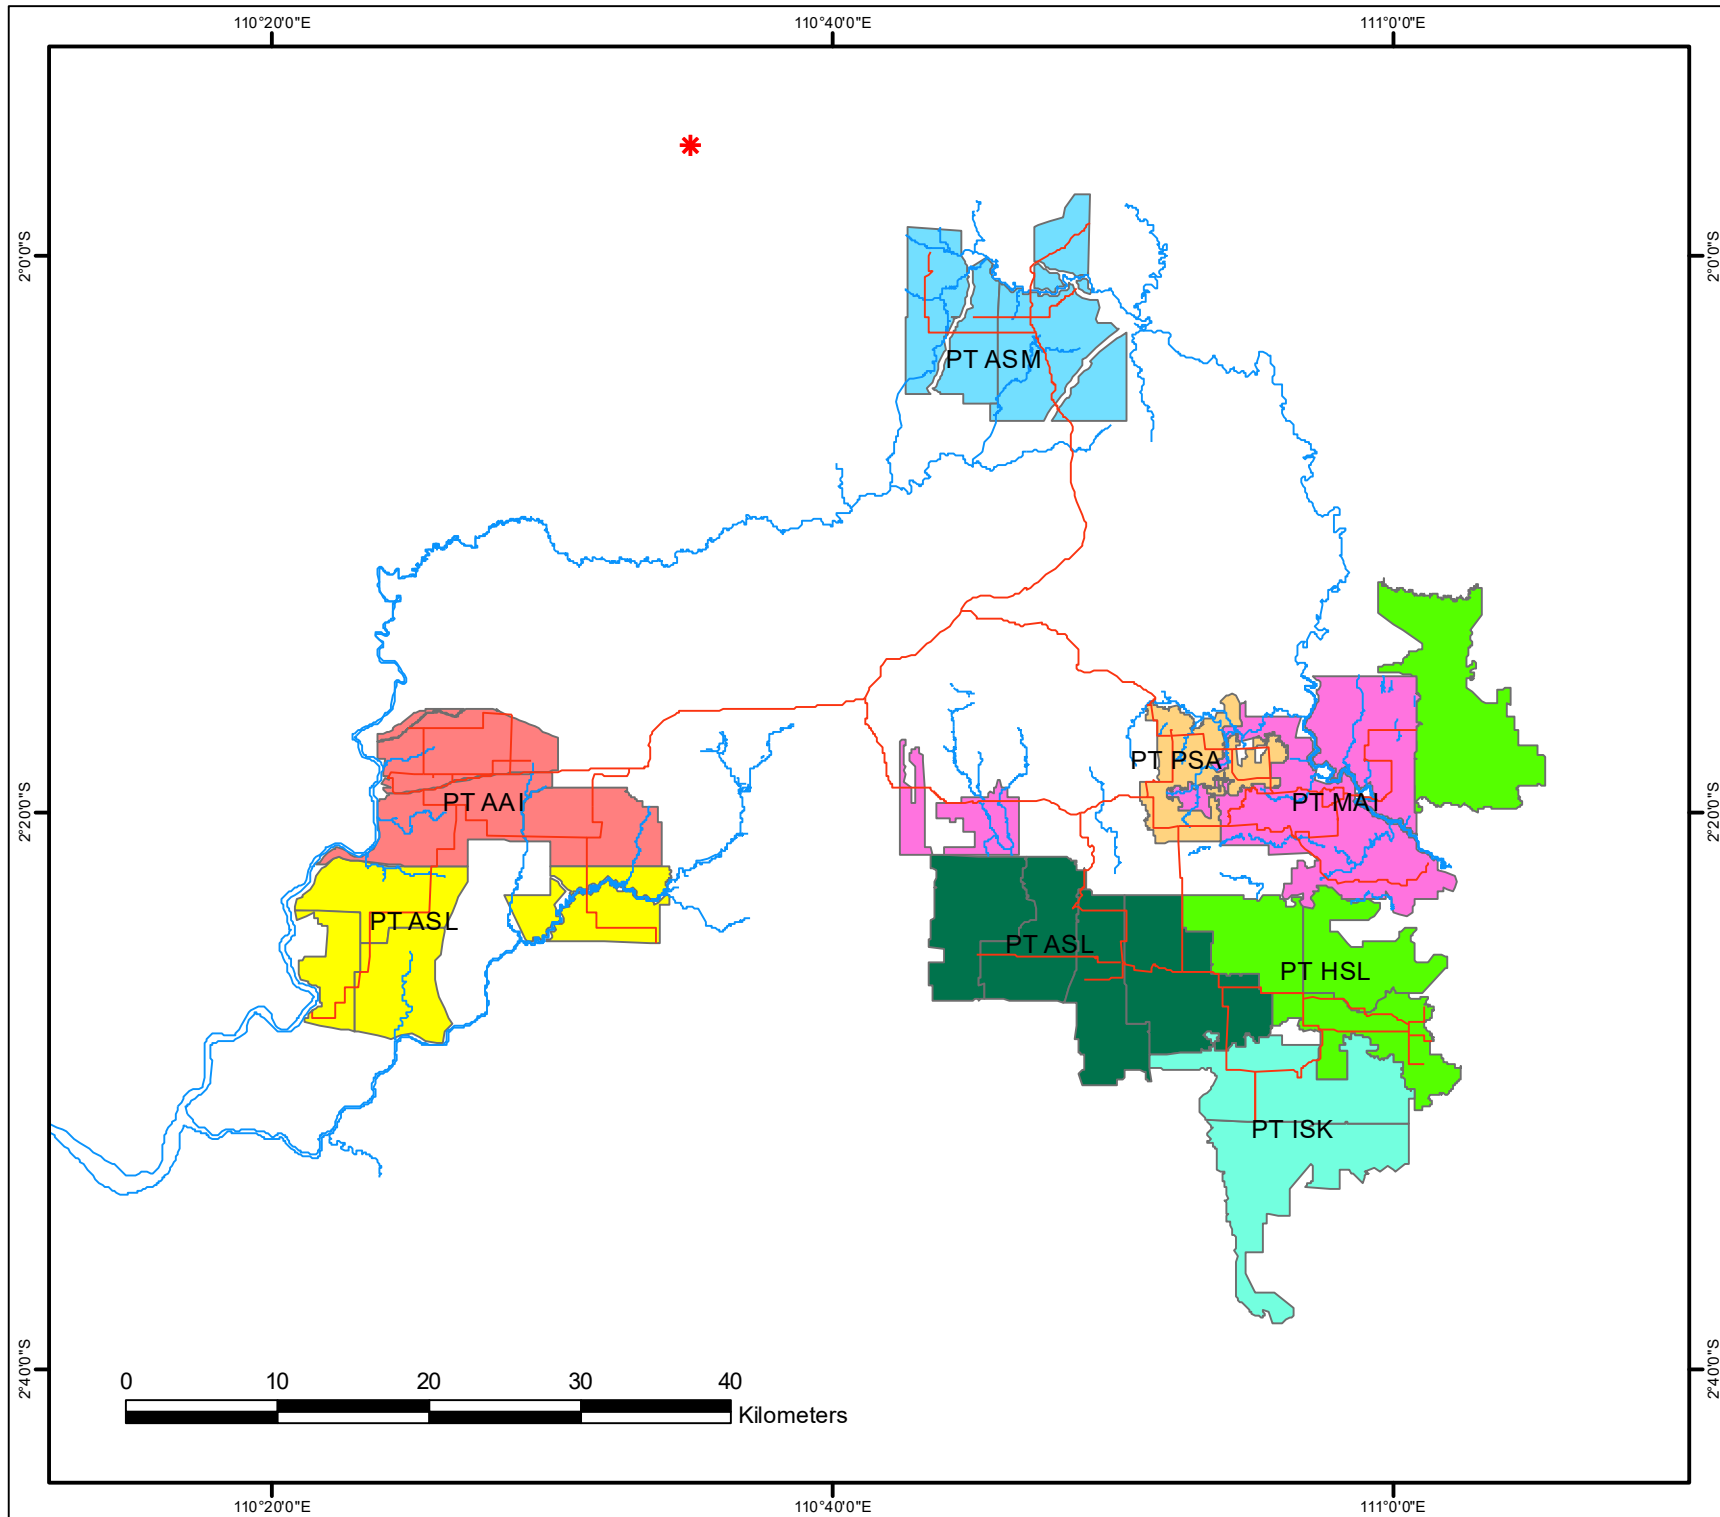 110°20'0"E 110°40'0"E 111°0'0"E
2°0'0"S 2°0'0"S
PT ASM
PT PSA
PT AAI PT MAI
2°20'0"S 2°20'0"S
PT ASL PT ASL
PT HSL
PT ISK
2°40'0"S 2°40'0"S
0 10 20 30 40
Kilometers
110°20'0"E 110°40'0"E 111°0'0"E